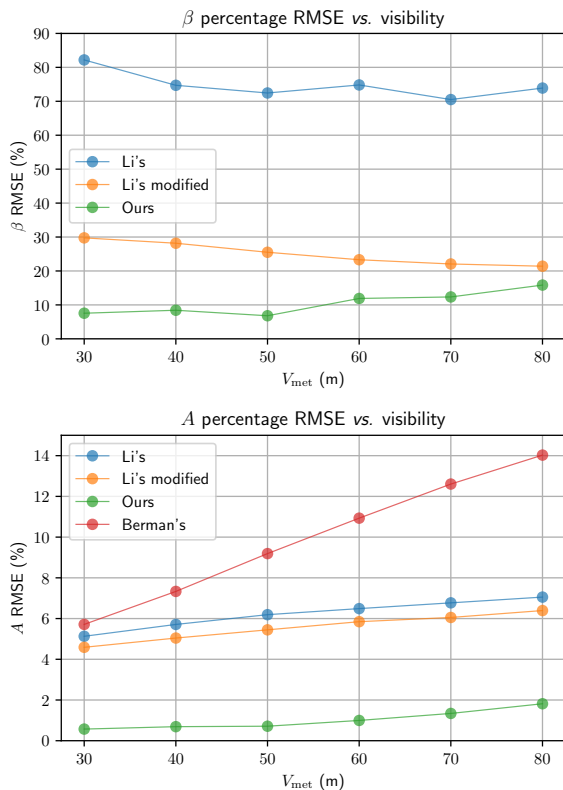 β percentage RMSE vs. visibility
90
80
70
60
50
40
30
20
10
0
β RMSE (%)
Li's
Li's modified
Ours
30 40 50 60 70 80
V_met (m)
A percentage RMSE vs. visibility
14
12
10
8
6
4
2
0
A RMSE (%)
Li's
Li's modified
Ours
Berman's
30 40 50 60 70 80
V_met (m)